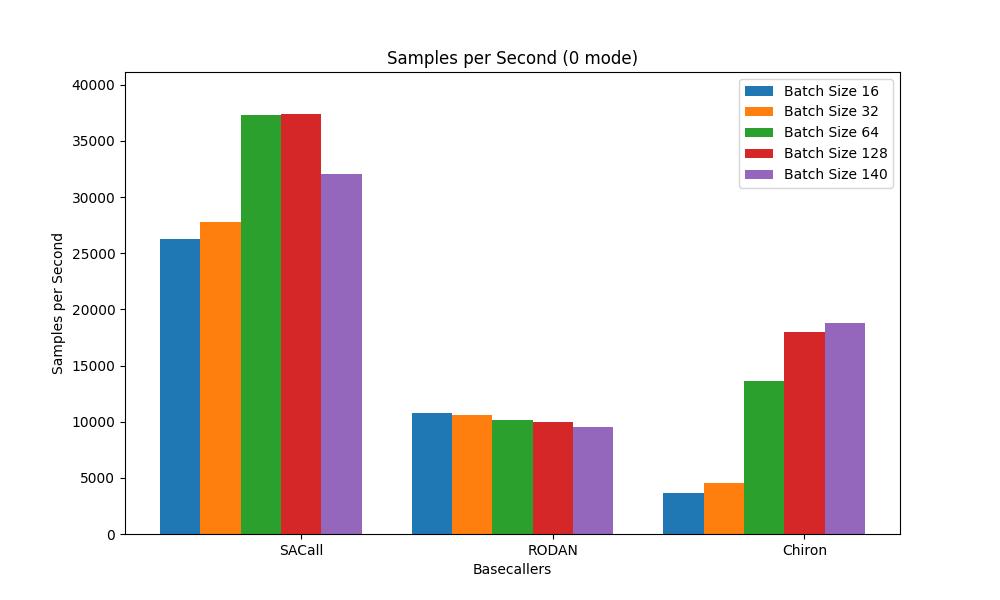 Samples per Second (0 mode)
40000
35000
30000
25000
20000
15000
10000
5000
0
Samples per Second
Batch Size 16
Batch Size 32
Batch Size 64
Batch Size 128
Batch Size 140
SACall RODAN Chiron
Basecallers